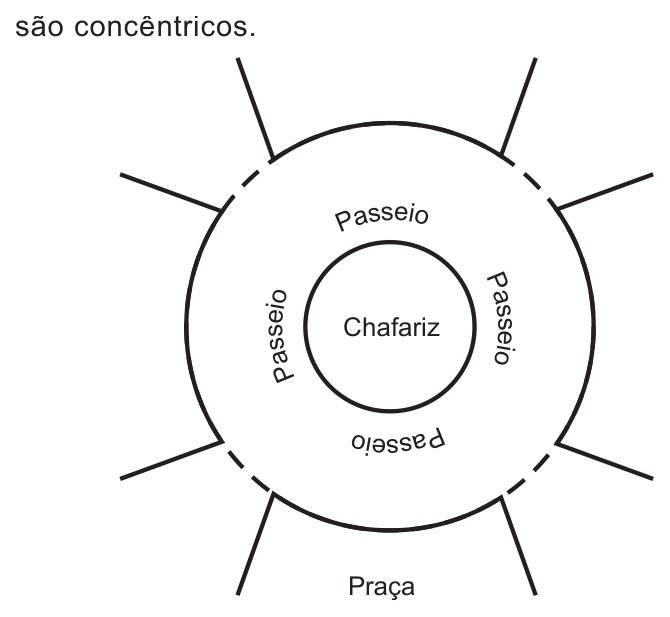 são concêntricos.
Passeio
Passeio
Chafariz
Passeio
Passeio
Praça